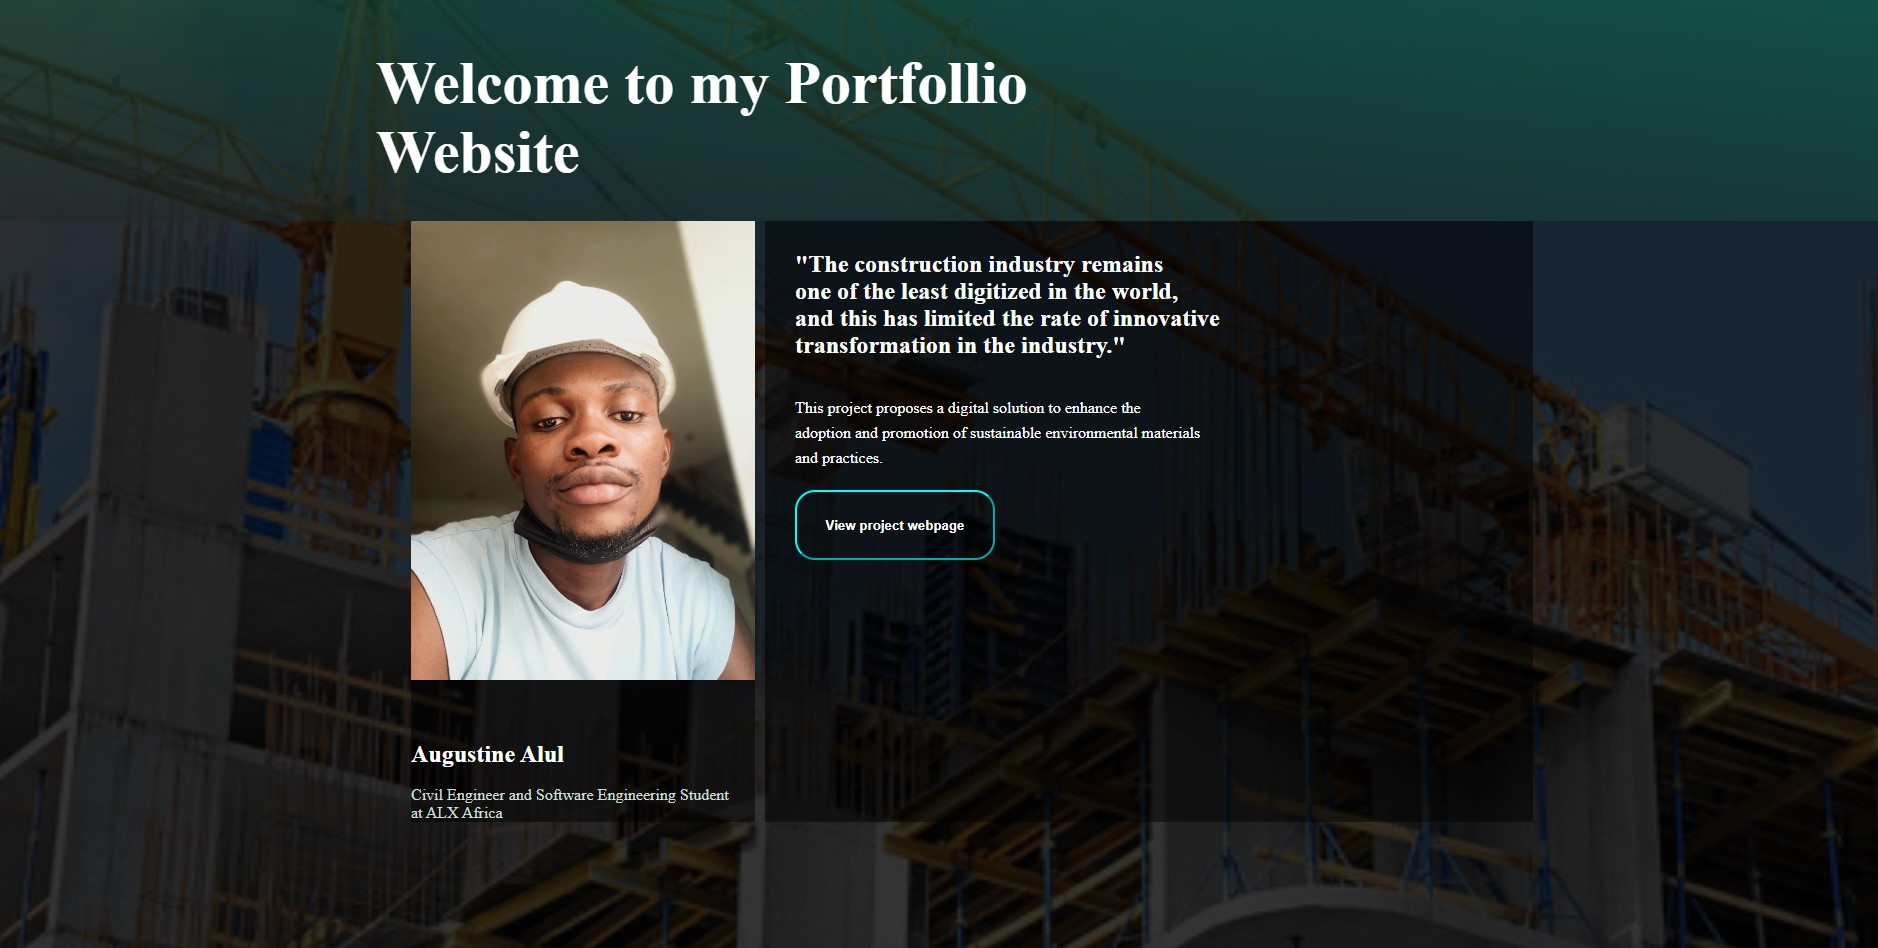 Welcome to my Portfollio
Website
"The construction industry remains
one of the least digitized in the world,
and this has limited the rate of innovative
transformation in the industry."
This project proposes a digital solution to enhance the
adoption and promotion of sustainable environmental materials
and practices.
View project webpage
Augustine Alul
Civil Engineer and Software Engineering Student
at ALX Africa